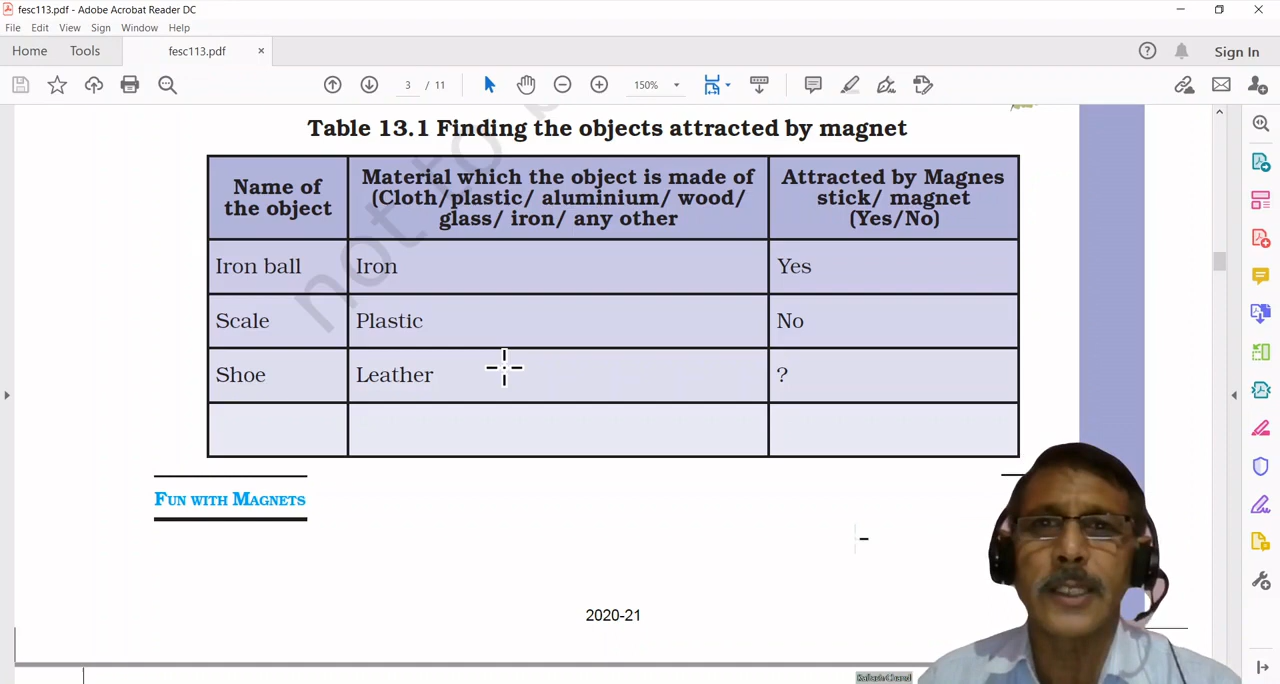 fesc113.pdf - Adobe Acrobat Reader DC
File Edit View Sign Window Help
Home Tools fesc113.pdf × Sign In
3 / 11 150%
not to b
Table 13.1 Finding the objects attracted by magnet
Name of
the object
Material which the object is made of
(Cloth/plastic/ aluminium/ wood/
glass/ iron/ any other
Attracted by Magnes
stick/ magnet
(Yes/No)
Iron ball Iron Yes
Scale Plastic No
Shoe Leather ?
FUN WITH MAGNETS
2020-21